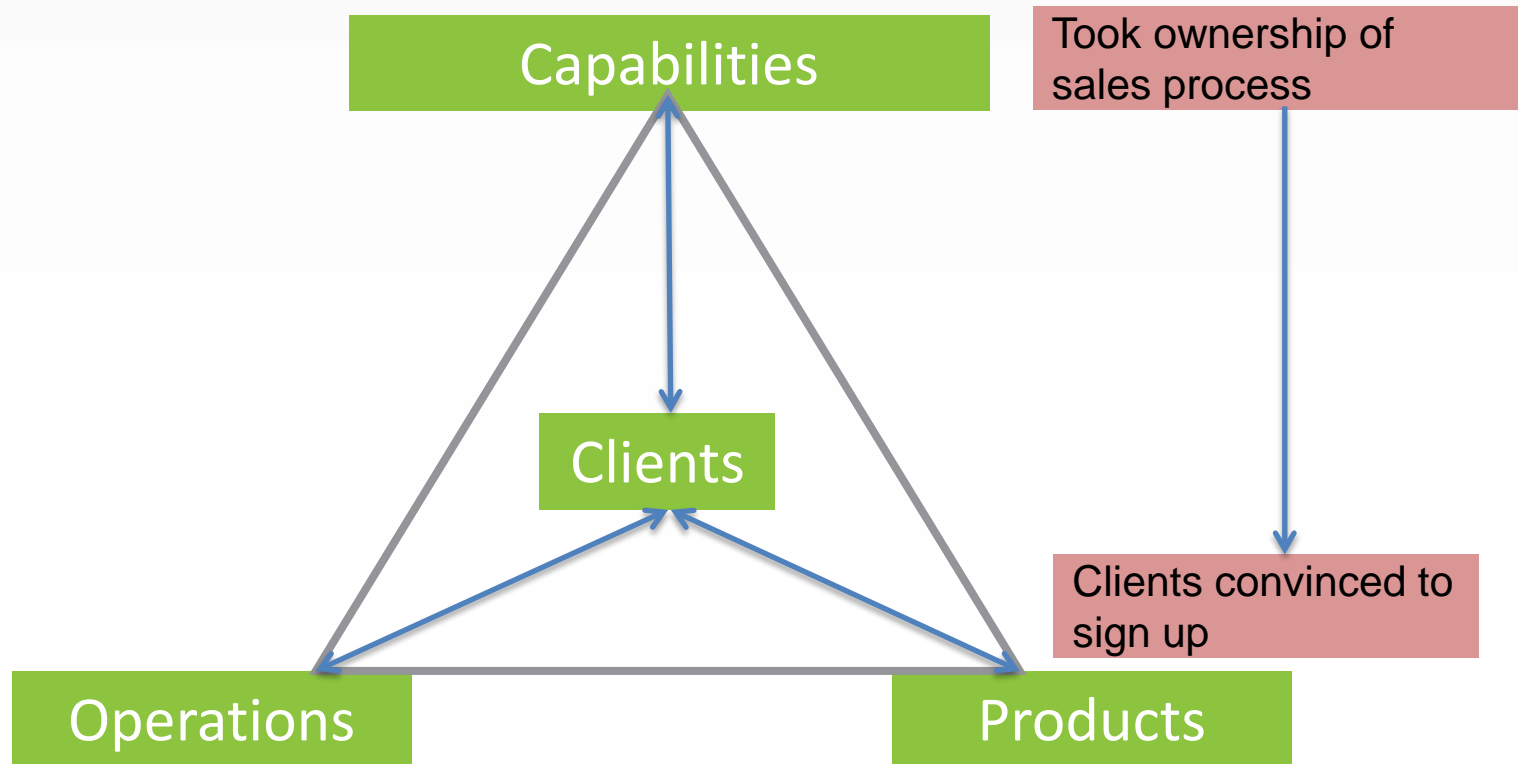 Capabilities
Took ownership of
sales process
Clients
Clients convinced to
sign up
Operations
Products